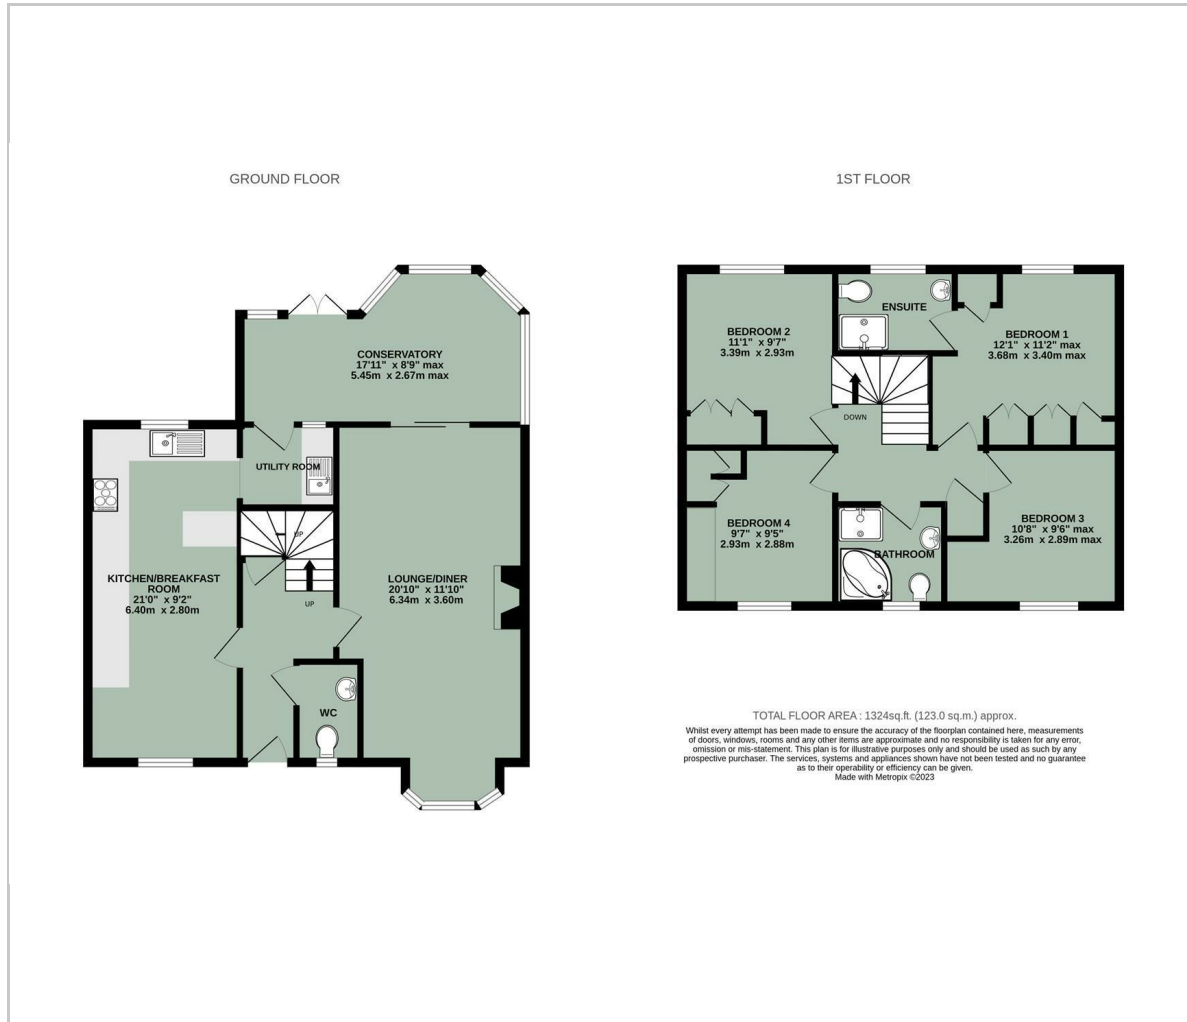 GROUND FLOOR
CONSERVATORY
17'11" x 8'9" max
5.45m x 2.67m max
UTILITY ROOM
UP
KITCHEN/BREAKFAST
ROOM
21'0" x 9'2"
6.40m x 2.80m
UP
LOUNGE/DINER
20'10" x 11'10"
6.34m x 3.60m
WC
1ST FLOOR
BEDROOM 2
11'1" x 9'7"
3.39m x 2.93m
ENSUITE
BEDROOM 1
12'1" x 11'2" max
3.68m x 3.40m max
DOWN
BEDROOM 4
9'7" x 9'5"
2.93m x 2.88m
BATHROOM
BEDROOM 3
10'8" x 9'6" max
3.26m x 2.89m max
TOTAL FLOOR AREA : 1324sq.ft. (123.0 sq.m.) approx.
Whilst every attempt has been made to ensure the accuracy of the floorplan contained here, measurements
of doors, windows, rooms and any other items are approximate and no responsibility is taken for any error,
omission or mis-statement. This plan is for illustrative purposes only and should be used as such by any
prospective purchaser. The services, systems and appliances shown have not been tested and no guarantee
as to their operability or efficiency can be given.
Made with Metropix ©2023